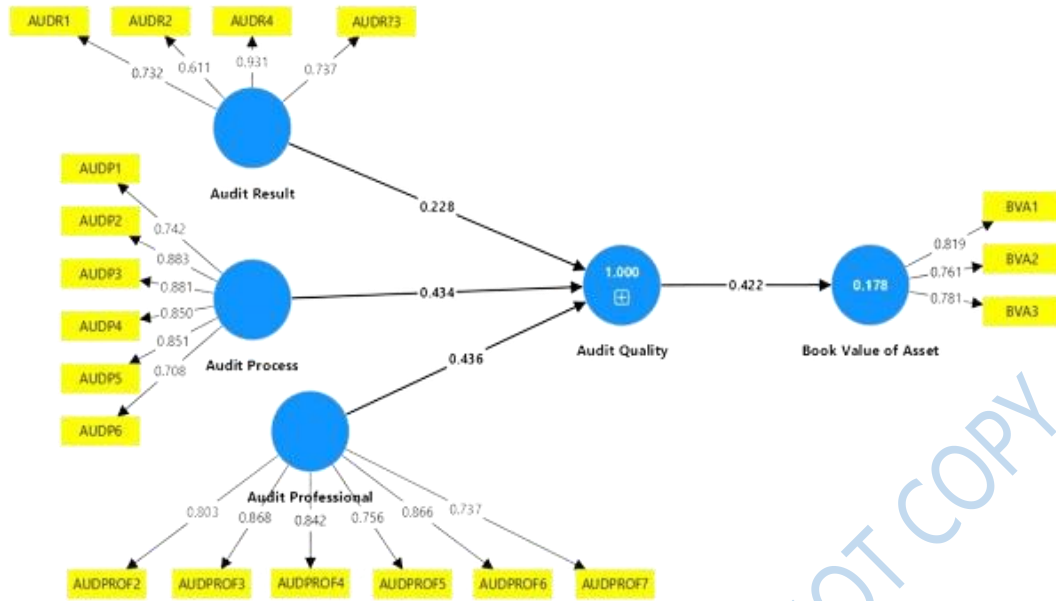 AUDR1
AUDR2
AUDR4
AUDR?3
0.732
0.611
0.931
0.737
Audit Result
0.228
AUDP1
AUDP2
AUDP3
AUDP4
AUDP5
AUDP6
0.742
0.883
0.881
0.850
0.851
0.708
Audit Process
0.434
1.000
Audit Quality
0.422
0.178
Book Value of Asset
0.819
0.761
0.781
BVA1
BVA2
BVA3
0.436
Audit Professional
0.803
0.868
0.842
0.756
0.866
0.737
AUDPROF2
AUDPROF3
AUDPROF4
AUDPROF5
AUDPROF6
AUDPROF7
OT COPY